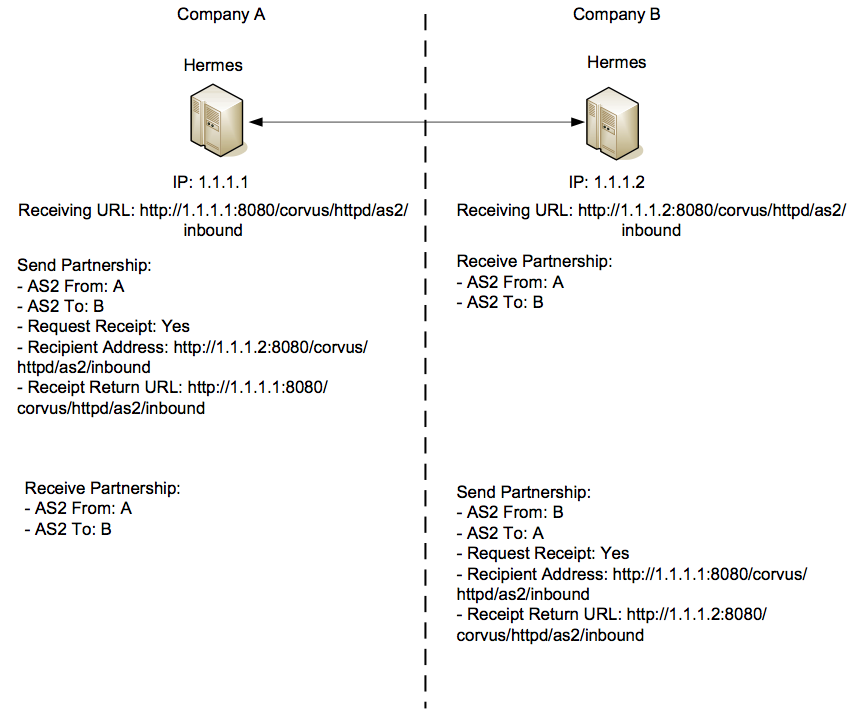 Company A
Hermes
IP: 1.1.1.1
Receiving URL: http://1.1.1.1:8080/corvus/httpd/as2/
inbound
Send Partnership:
- AS2 From: A
- AS2 To: B
- Request Receipt: Yes
- Recipient Address: http://1.1.1.2:8080/corvus/
httpd/as2/inbound
- Receipt Return URL: http://1.1.1.1:8080/
corvus/httpd/as2/inbound
Receive Partnership:
- AS2 From: A
- AS2 To: B
Company B
Hermes
IP: 1.1.1.2
Receiving URL: http://1.1.1.2:8080/corvus/httpd/as2/
inbound
Receive Partnership:
- AS2 From: A
- AS2 To: B
Send Partnership:
- AS2 From: B
- AS2 To: A
- Request Receipt: Yes
- Recipient Address: http://1.1.1.1:8080/corvus/
httpd/as2/inbound
- Receipt Return URL: http://1.1.1.2:8080/
corvus/httpd/as2/inbound